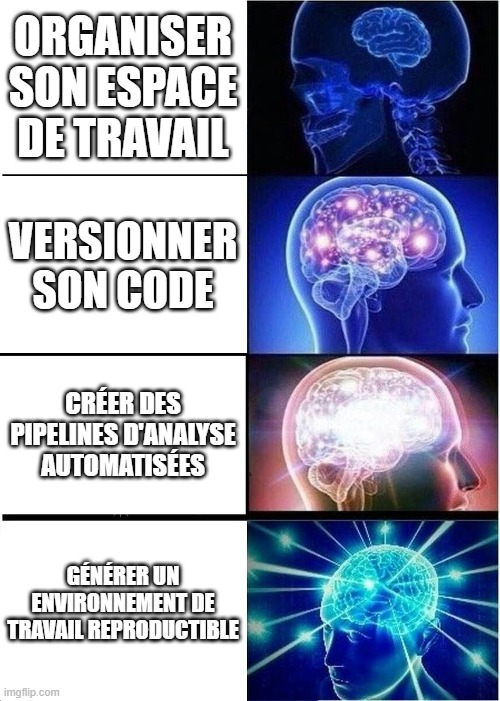 ORGANISER
SON ESPACE
DE TRAVAIL
VERSIONNER
SON CODE
CRÉER DES
PIPELINES D'ANALYSE
AUTOMATISÉES
GÉNÉRER UN
ENVIRONNEMENT DE
TRAVAIL REPRODUCTIBLE
imgflip.com